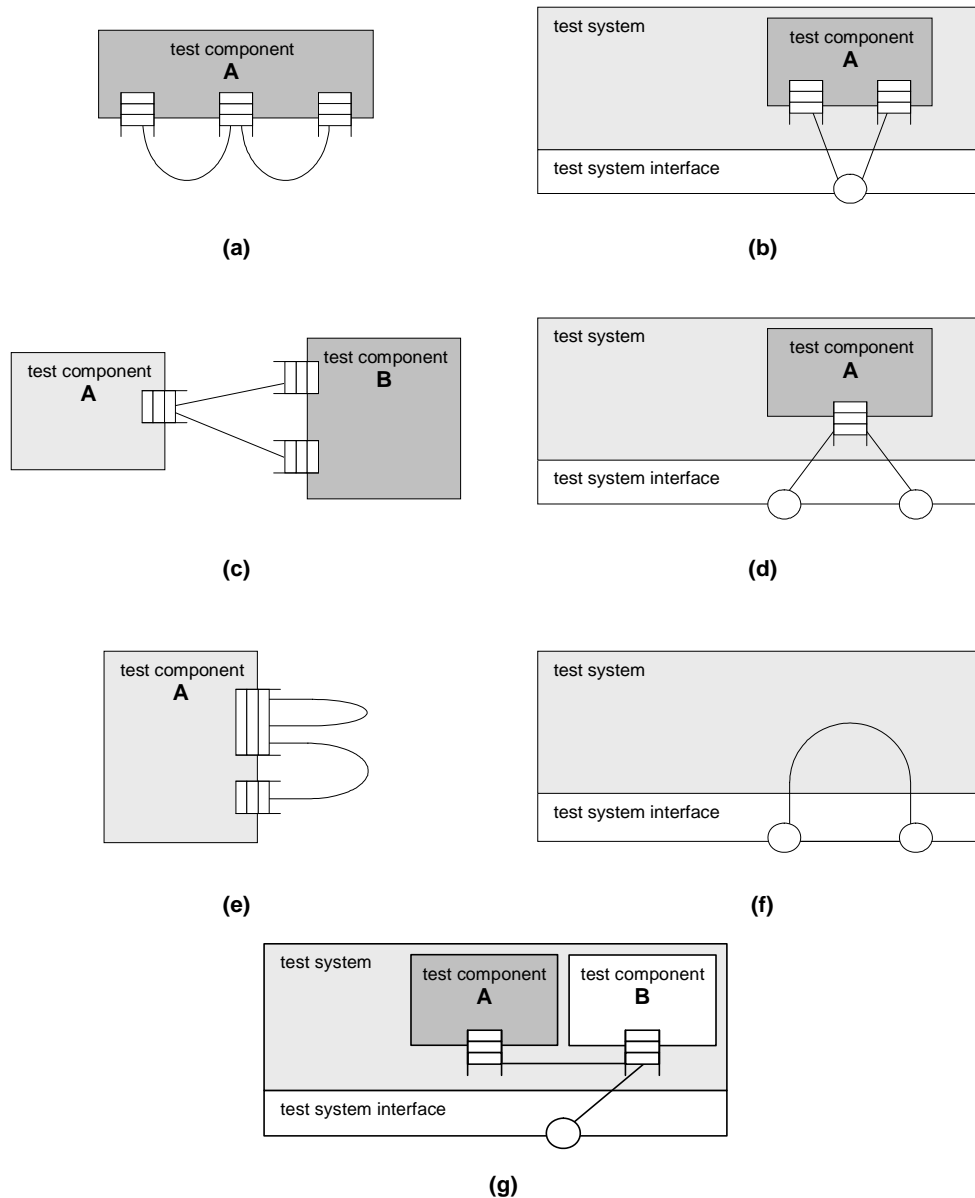 test component
A
(a)
test system
test component
A
test system interface
(b)
test component
A
test component
B
(c)
test system
test component
A
test system interface
(d)
test component
A
(e)
test system
test system interface
(f)
test system
test component
A
test component
B
test system interface
(g)